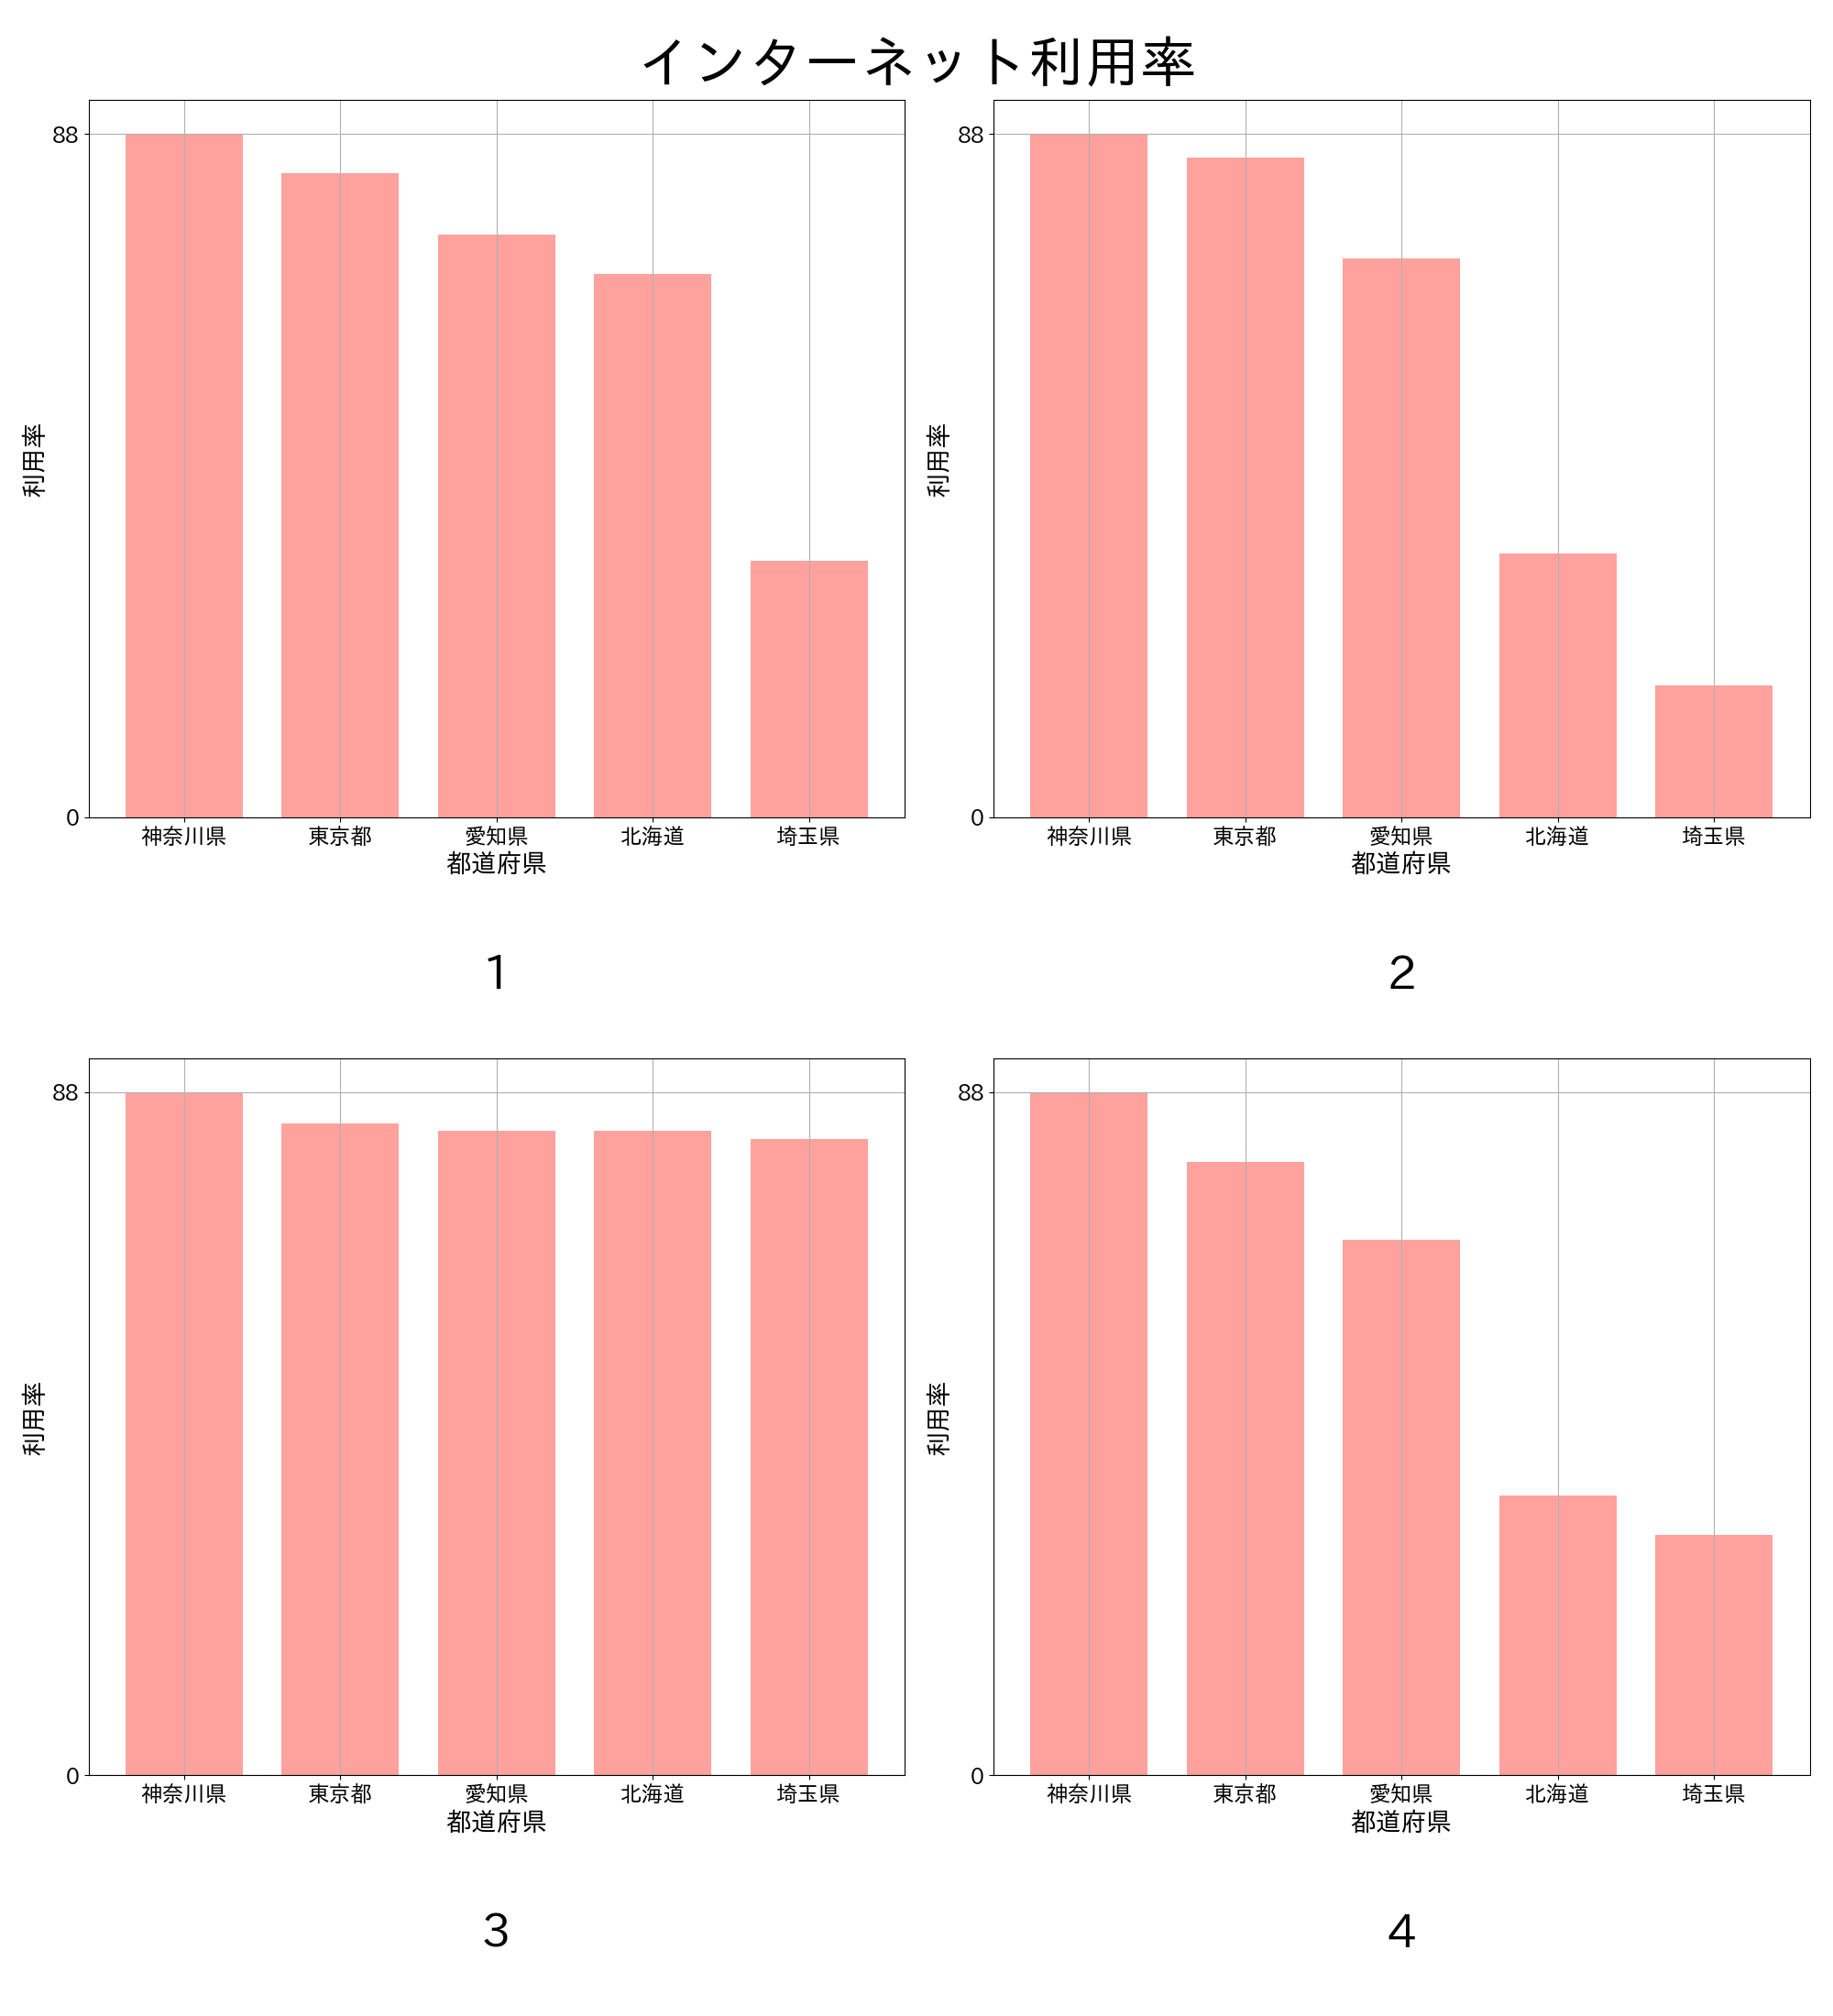 インターネット利用率
88
利用率
0
神奈川県 東京都 愛知県 北海道 埼玉県
都道府県
1
88
利用率
0
神奈川県 東京都 愛知県 北海道 埼玉県
都道府県
2
88
利用率
0
神奈川県 東京都 愛知県 北海道 埼玉県
都道府県
3
88
利用率
0
神奈川県 東京都 愛知県 北海道 埼玉県
都道府県
4